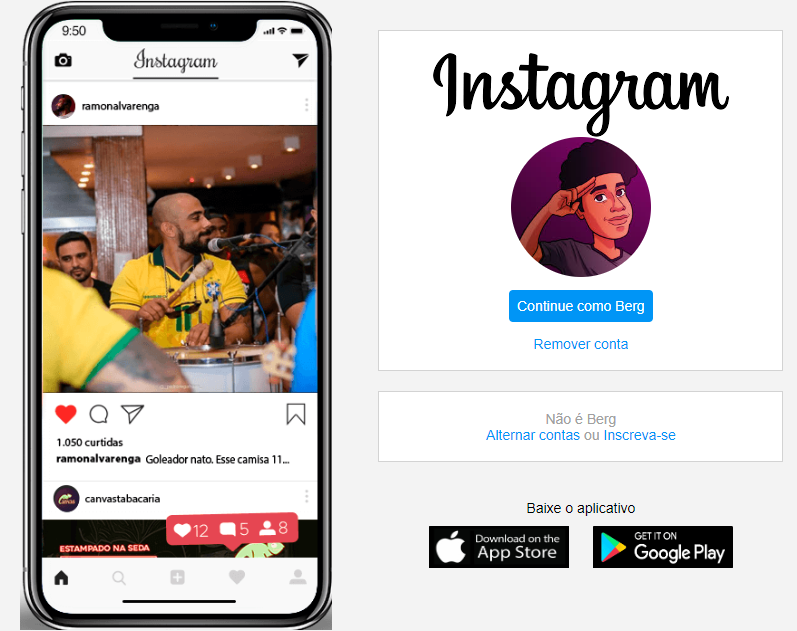 9:50
Instagram
ramonalvarenga
1.050 curtidas
ramonalvarenga Goleador nato. Esse camisa 11...
canvastabacaria
12 5 8
ESTAMPADO NA SEDA
Instagram
Continue como Berg
Remover conta
Não é Berg
Alternar contas ou Inscreva-se
Baixe o aplicativo
Download on the
App Store
GET IT ON
Google Play